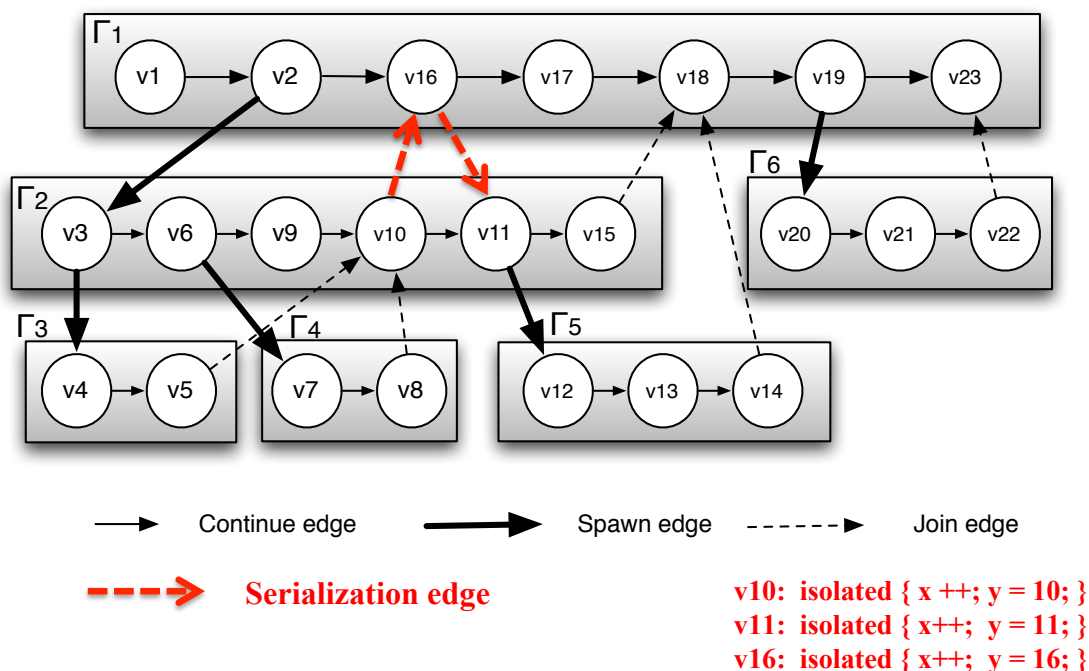 Γ1
v1 v2 v16 v17 v18 v19 v23
Γ2 Γ6
v3 v6 v9 v10 v11 v15 v20 v21 v22
Γ3 Γ4 Γ5
v4 v5 v7 v8 v12 v13 v14
Continue edge Spawn edge Join edge
Serialization edge
v10: isolated { x ++; y = 10; }
v11: isolated { x++; y = 11; }
v16: isolated { x++; y = 16; }